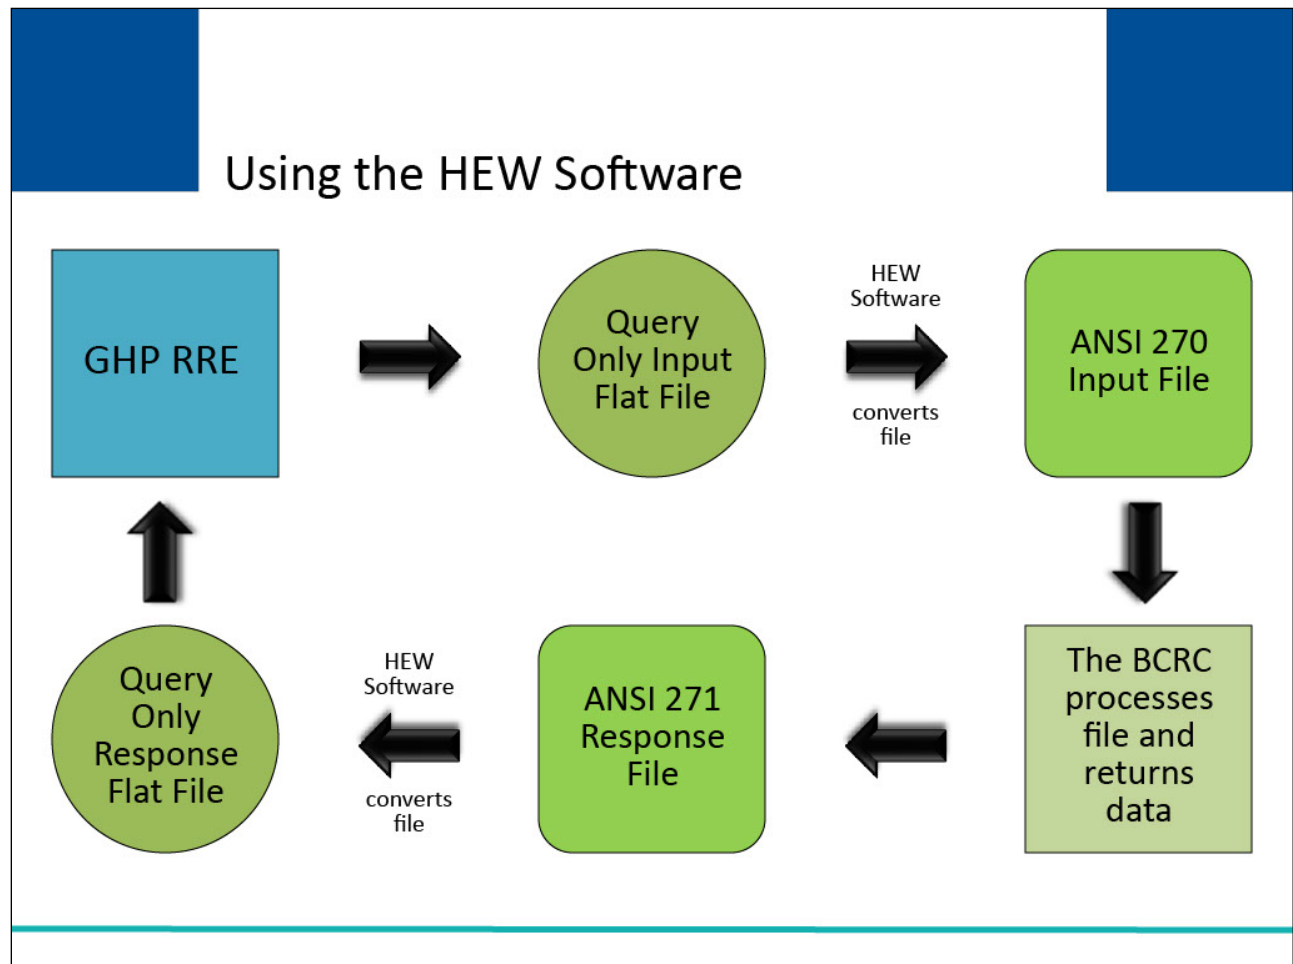 Using the HEW Software
GHP RRE
Query
Only Input
Flat File
HEW
Software
converts
file
ANSI 270
Input File
The BCRC
processes
file and
returns
data
ANSI 271
Response
File
HEW
Software
converts
file
Query
Only
Response
Flat File